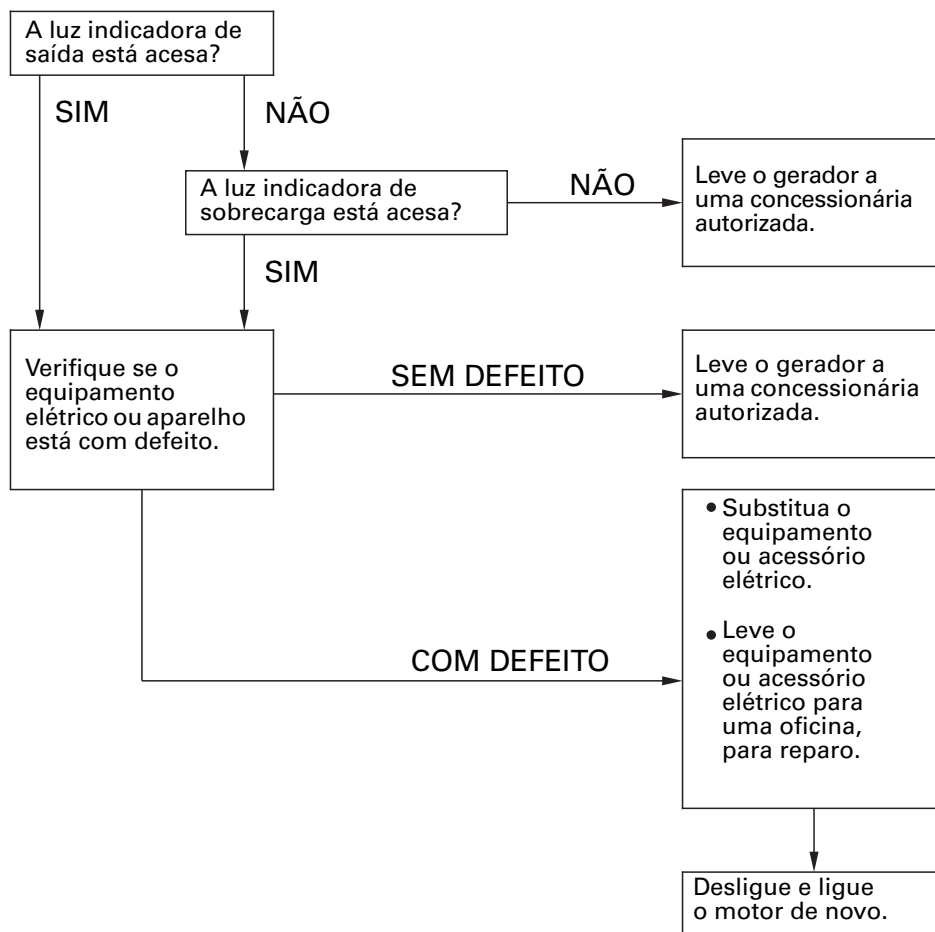 A luz indicadora de
saída está acesa?
SIM
NÃO
A luz indicadora de
sobrecarga está acesa?
NÃO
Leve o gerador a
uma concessionária
autorizada.
SIM
Verifique se o
equipamento
elétrico ou aparelho
está com defeito.
SEM DEFEITO
Leve o gerador a
uma concessionária
autorizada.
COM DEFEITO
• Substitua o
equipamento
ou acessório
elétrico.
• Leve o
equipamento
ou acessório
elétrico para
uma oficina,
para reparo.
Desligue e ligue
o motor de novo.